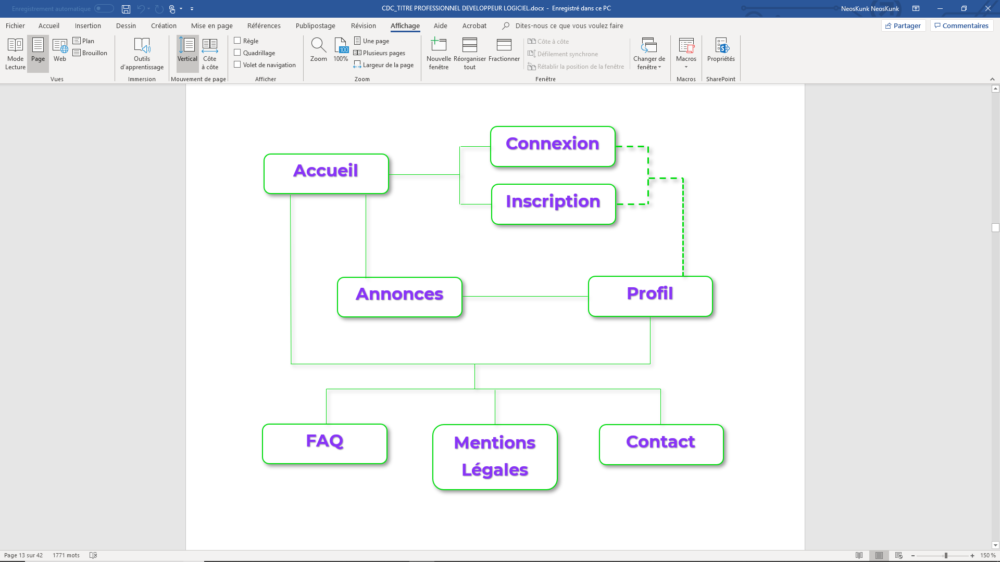 Enregistrement automatique
CDC_TITRE PROFESSIONNEL DEVELOPPEUR LOGICIEL.docx - Enregistré dans ce PC
NeosKunk NeosKunk
Fichier Accueil Insertion Dessin Création Mise en page Références Publipostage Révision Affichage Aide Acrobat Dites-nous ce que vous voulez faire
Partager Commentaires
Mode Lecture
Page
Web
Plan
Brouillon
Vues
Outils d'apprentissage
Immersion
Vertical
Côte à côte
Mouvement de page
Règle
Quadrillage
Volet de navigation
Afficher
Zoom
100
100%
Une page
Plusieurs pages
Largeur de la page
Zoom
Nouvelle fenêtre
Réorganiser tout
Fractionner
Côte à côte
Défilement synchrone
Rétablir la position de la fenêtre
Changer de fenêtre
Fenêtre
Macros
Macros
S
Propriétés
SharePoint
Connexion
Accueil
Inscription
Annonces
Profil
FAQ
Mentions
Légales
Contact
Page 13 sur 42 1771 mots
150 %